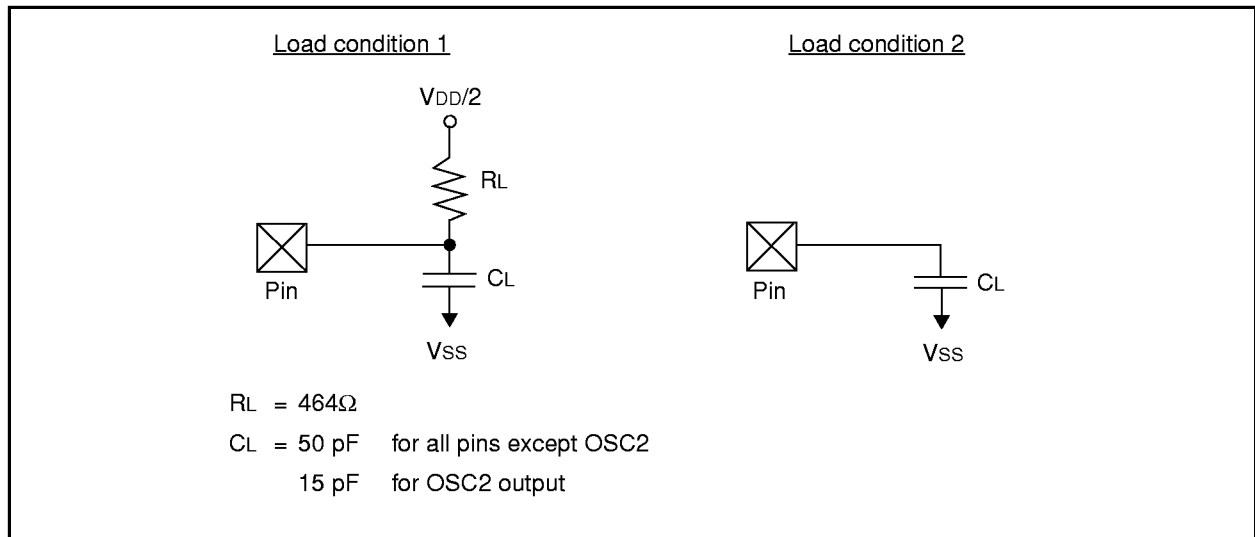 Load condition 1
Load condition 2
VDD/2
RL
Pin
CL
VSS
Pin
CL
VSS
RL = 464Ω
CL = 50 pF for all pins except OSC2
15 pF for OSC2 output